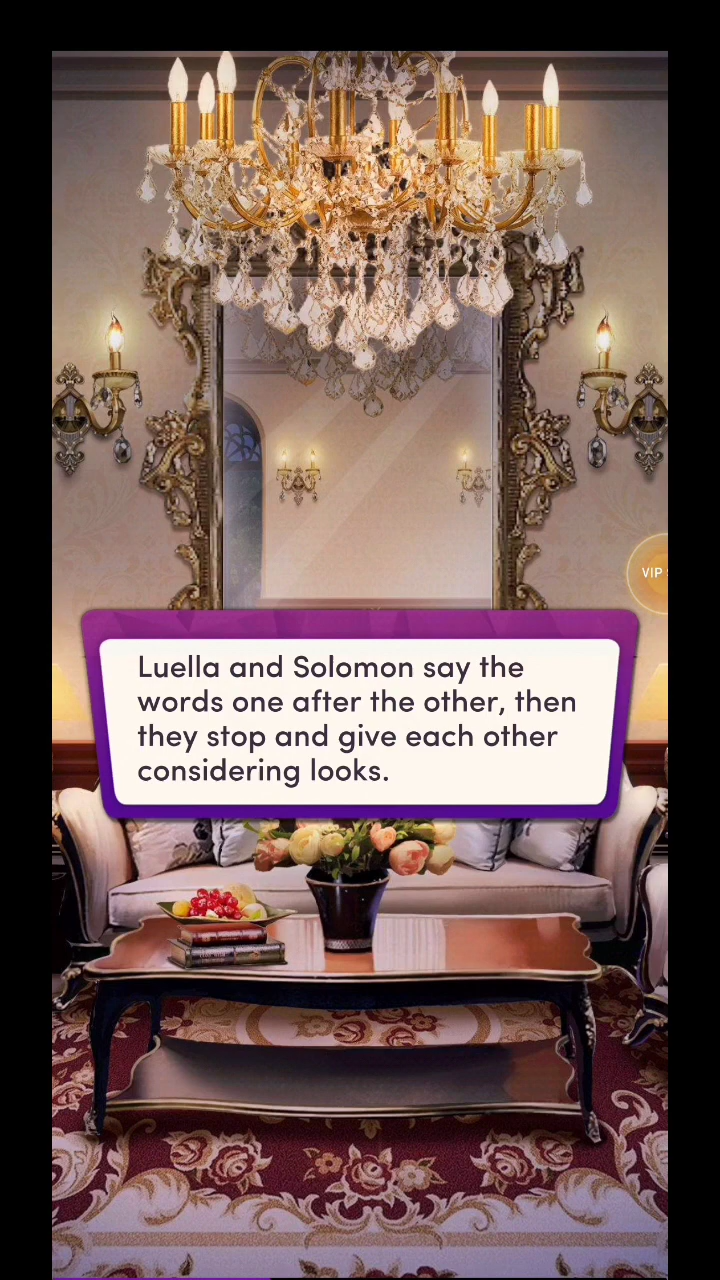 VIP
Luella and Solomon say the
words one after the other, then
they stop and give each other
considering looks.